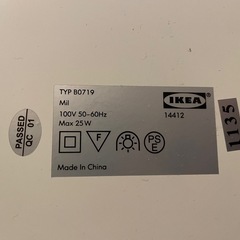 TYP B0719
Mil
100V 50-60Hz
Max 25W
IKEA
14412
F
PS
E
Made In China
PASSED
QC 01
1135